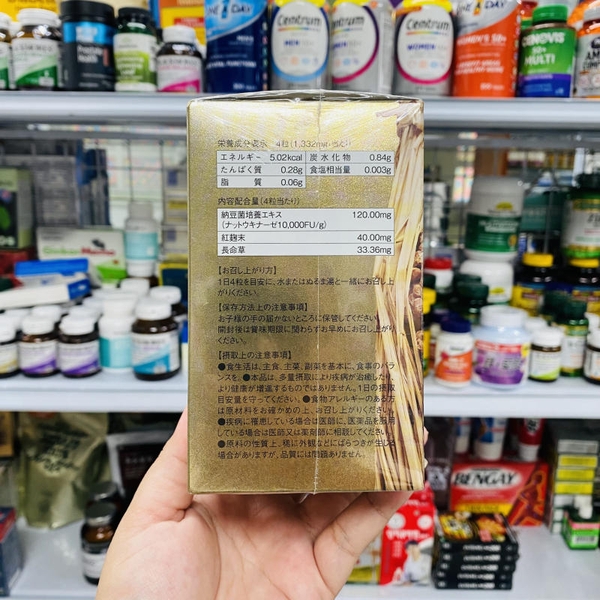 栄養成分表示 4粒(1,332mg)当たり
エネルギー 5.02kcal 炭水化物 0.84g
たんぱく質 0.28g 食塩相当量 0.003g
脂 質 0.06g
内容配合量(4粒当たり)
納豆菌培養エキス 120.00mg
(ナットウキナーゼ10,000FU/g)
紅麹末 40.00mg
長命草 33.36mg
【お召し上がり方】
1日4粒を目安に、水またはぬるま湯と一緒にお召し上
がりください。
【保存方法上の注意事項】
お子様の手の届かないところに保管してください。
開封後は賞味期限に関わらずお早めにお召し上がり
ください。
【摂取上の注意事項】
●食生活は、主食、主菜、副菜を基本に、食事のバラ
ンスを。●本品は、多量摂取により疾病が治癒したり、
より健康が増進するものではありません。1日の摂取
目安量を守ってください。●食物アレルギーのある方
は原材料をお確かめの上、お召し上がりください。
●疾病に罹患している場合は医師に、医薬品を服用
している場合は医師又は薬剤師に相談してください。
●原料の性質上、稀に外観などにばらつきが生じる
場合がありますが、品質には問題ありません。
Centrum
Centrum
WOMEN'S 50+
CENOVIS
50+
MULTI
BENGAY